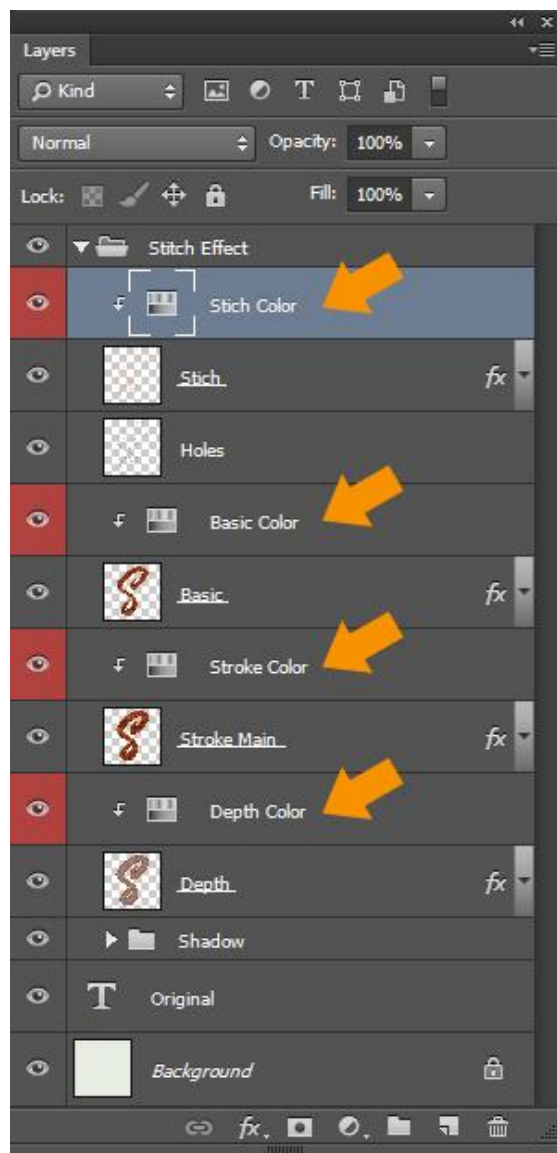 Layers
Kind
Normal Opacity: 100%
Lock: Fill: 100%
Stitch Effect
Stich Color
Stich fx
Holes
Basic Color
Basic fx
Stroke Color
Stroke Main fx
Depth Color
Depth fx
Shadow
T Original
Background
fx.